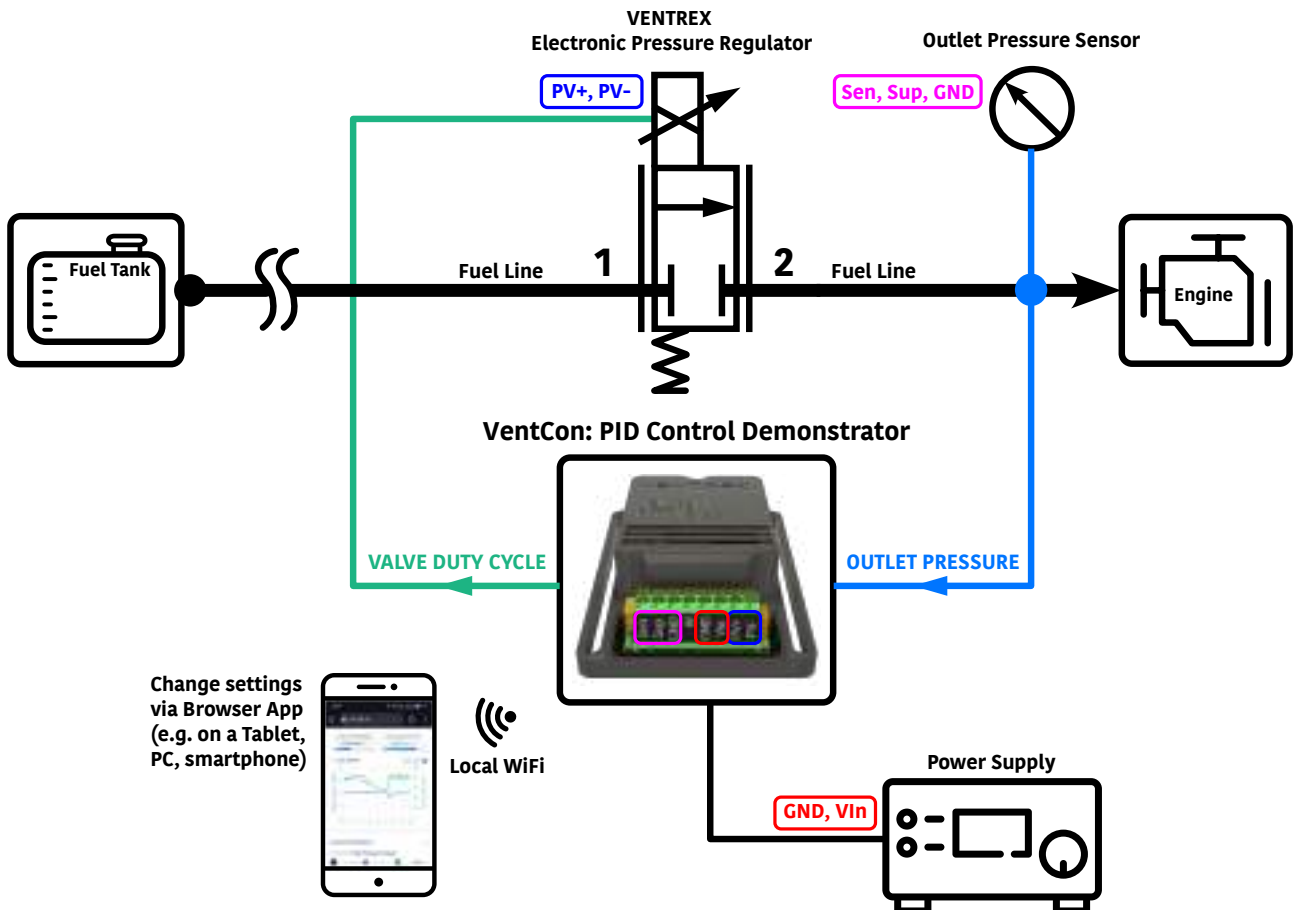 VENTREX
Electronic Pressure Regulator
Outlet Pressure Sensor
PV+, PV-
Sen, Sup, GND
Fuel Tank
Fuel Line
1
2
Fuel Line
Engine
VentCon: PID Control Demonstrator
VALVE DUTY CYCLE
OUTLET PRESSURE
Change settings
via Browser App
(e.g. on a Tablet,
PC, smartphone)
Local WiFi
Power Supply
GND, VIn